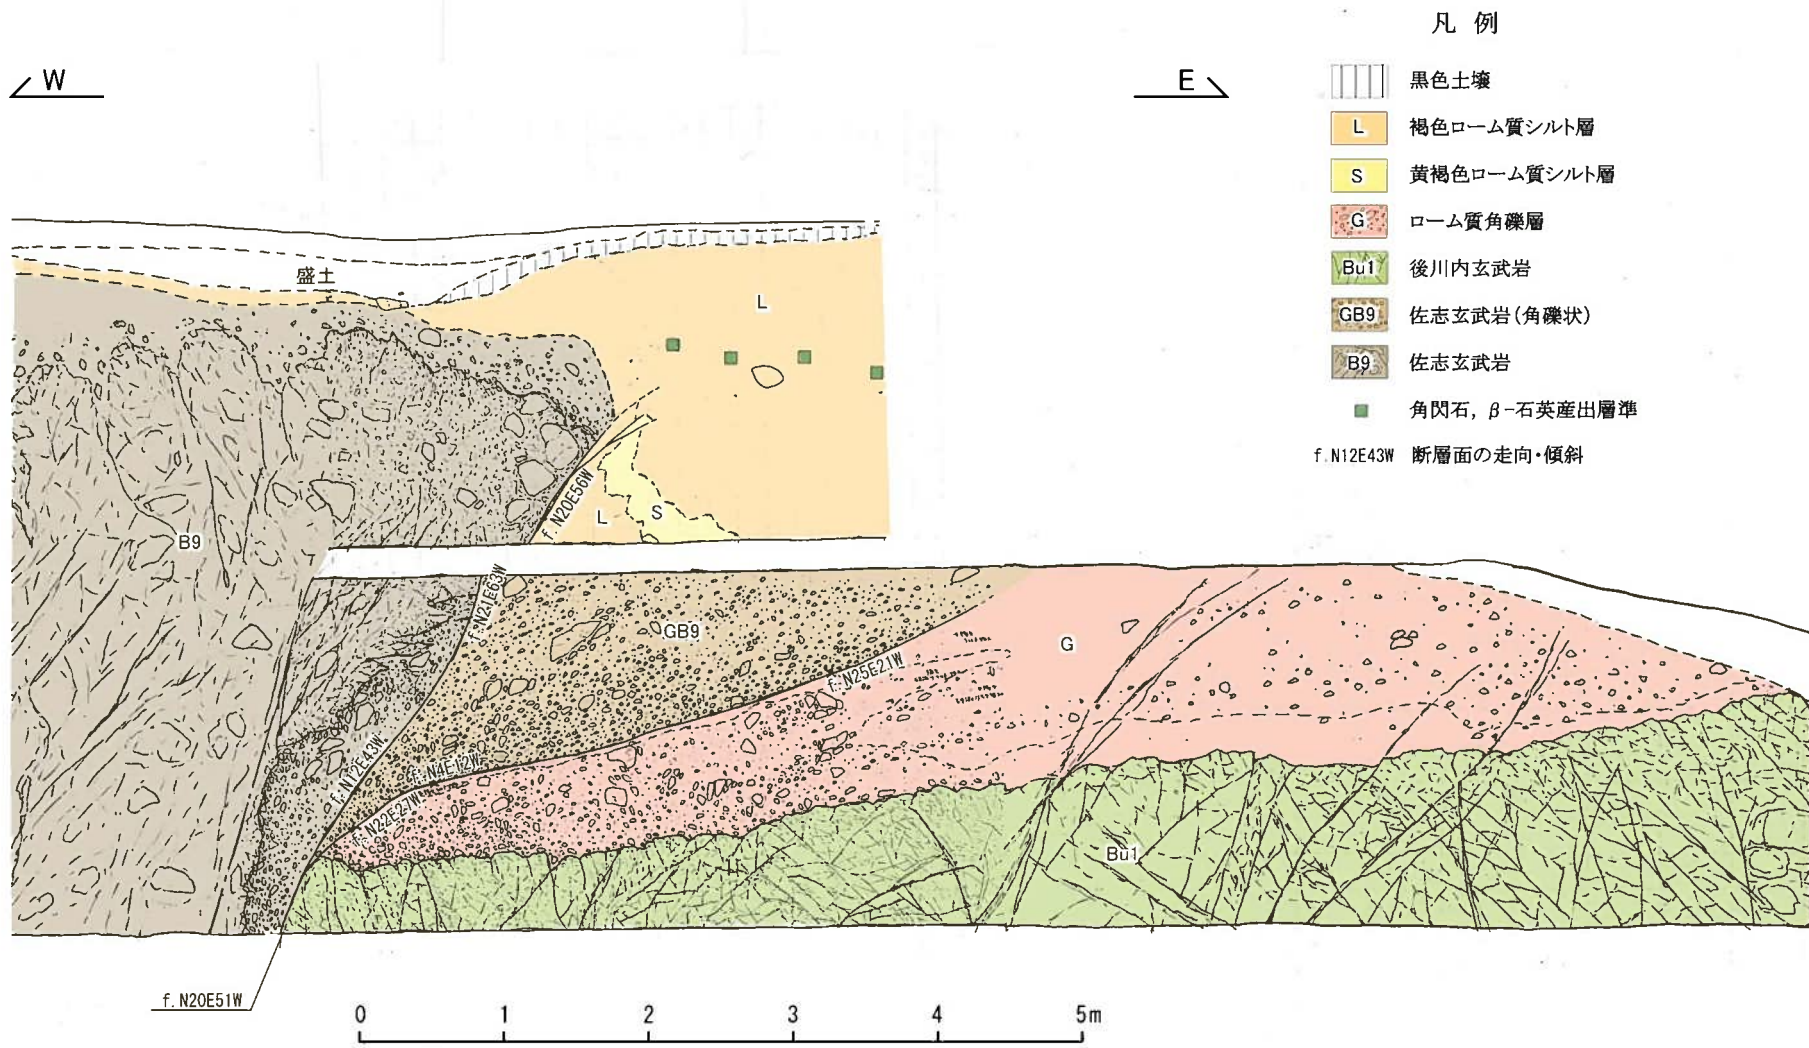 凡 例
W
E
黒色土壌
L 褐色ローム質シルト層
S 黄褐色ローム質シルト層
G ローム質角礫層
Bu1 後川内玄武岩
GB9 佐志玄武岩(角礫状)
B9 佐志玄武岩
角閃石, β-石英産出層準
f.N12E43W 断層面の走向・傾斜
盛土
L
f.N20E56W
L
S
B9
f.N21E63W
GB9
G
f.N25E21W
f.N12E43W
f.N4E12W
f.N22E27W
Bu1
f.N20E51W
0 1 2 3 4 5m